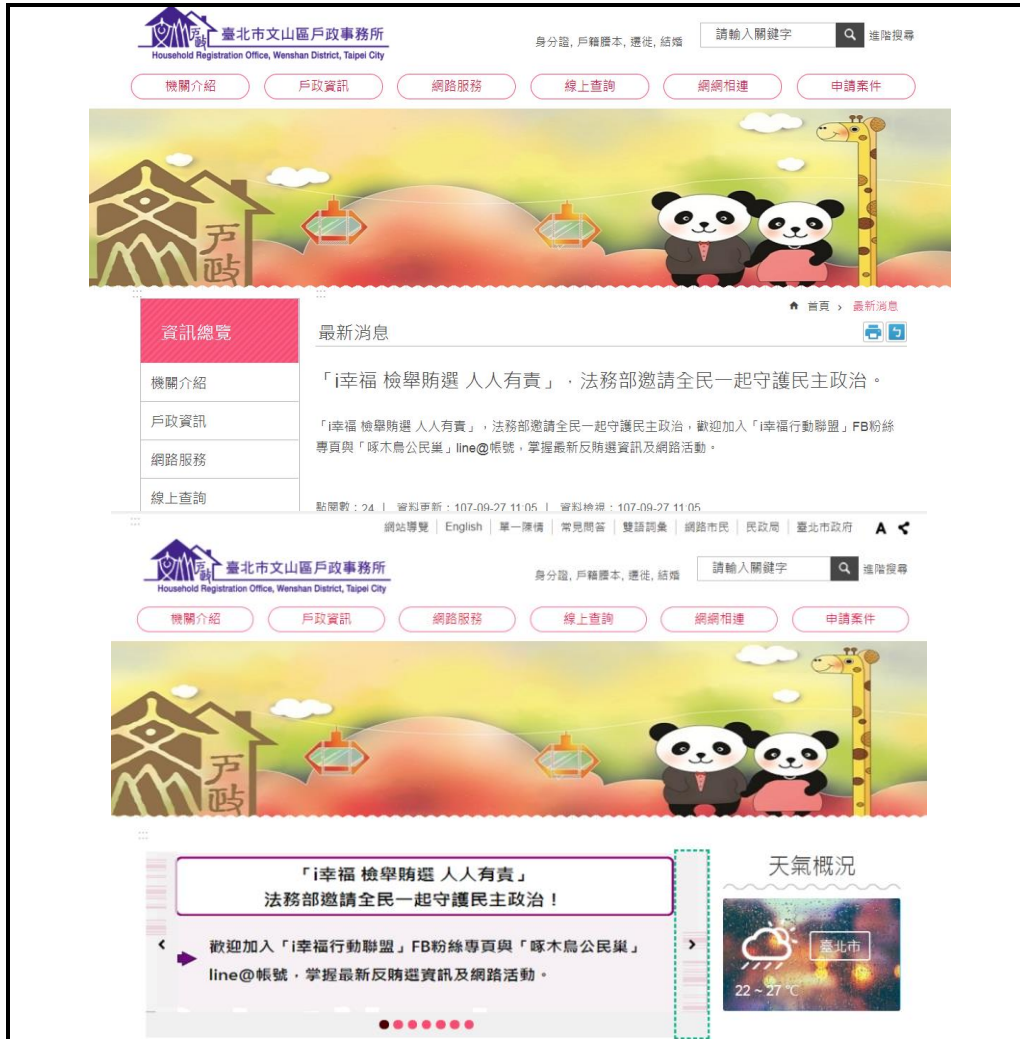 臺北市文山區戶政事務所
Household Registration Office, Wenshan District, Taipei City
身分證, 戶籍謄本, 遷徙, 結婚
請輸入關鍵字
進階搜尋
機關介紹 戶政資訊 網路服務 線上查詢 網網相連 申請案件
戶政
:::
:::
首頁 › 最新消息
資訊總覽
最新消息
機關介紹
戶政資訊
網路服務
線上查詢
「i幸福 檢舉賄選 人人有責」，法務部邀請全民一起守護民主政治。
「i幸福 檢舉賄選 人人有責」，法務部邀請全民一起守護民主政治，歡迎加入「i幸福行動聯盟」FB粉絲
專頁與「啄木鳥公民巢」line@帳號，掌握最新反賄選資訊及網路活動。
點閱數：24 | 資料更新：107-09-27 11:05 | 資料檢視：107-09-27 11:05
:::
網站導覽 | English | 單一陳情 | 常見問答 | 雙語詞彙 | 網路市民 | 民政局 | 臺北市政府 A
臺北市文山區戶政事務所
Household Registration Office, Wenshan District, Taipei City
身分證, 戶籍謄本, 遷徙, 結婚
請輸入關鍵字
進階搜尋
機關介紹 戶政資訊 網路服務 線上查詢 網網相連 申請案件
戶政
:::
「i幸福 檢舉賄選 人人有責」
法務部邀請全民一起守護民主政治！
歡迎加入「i幸福行動聯盟」FB粉絲專頁與「啄木鳥公民巢」
line@帳號，掌握最新反賄選資訊及網路活動。
天氣概況
臺北市
22 ~ 27 ℃